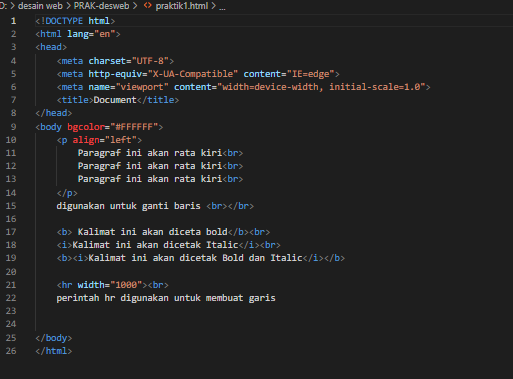 D: > desain web > PRAK-desweb > <> praktik1.html > ...
1 <!DOCTYPE html>
2 <html lang="en">
3 <head>
4 <meta charset="UTF-8">
5 <meta http-equiv="X-UA-Compatible" content="IE=edge">
6 <meta name="viewport" content="width=device-width, initial-scale=1.0">
7 <title>Document</title>
8 </head>
9 <body bgcolor="#FFFFFF">
10 <p align="left">
11 Paragraf ini akan rata kiri<br>
12 Paragraf ini akan rata kiri<br>
13 Paragraf ini akan rata kiri<br>
14 </p>
15 digunakan untuk ganti baris <br></br>
16
17 <b> Kalimat ini akan diceta bold</b><br>
18 <i>Kalimat ini akan dicetak Italic</i><br>
19 <b><i>Kalimat ini akan dicetak Bold dan Italic</i></b>
20
21 <hr width="1000"><br>
22 perintah hr digunakan untuk membuat garis
23
24
25 </body>
26 </html>